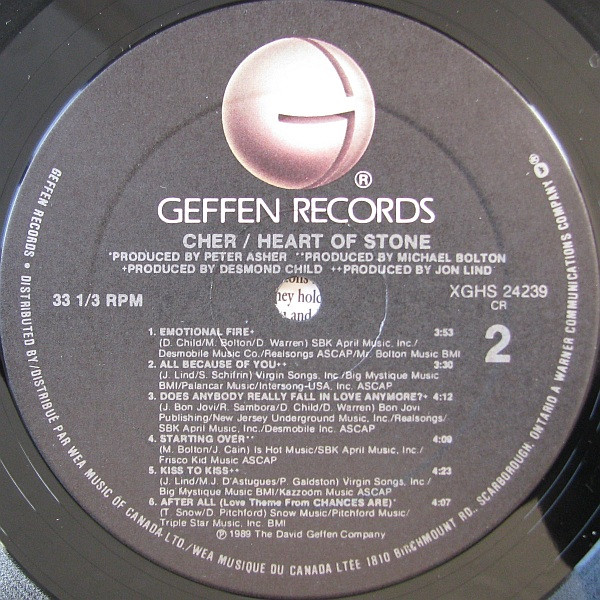 ®
GEFFEN RECORDS
CHER / HEART OF STONE
*PRODUCED BY PETER ASHER **PRODUCED BY MICHAEL BOLTON
+PRODUCED BY DESMOND CHILD ++PRODUCED BY JON LIND
33 1/3 RPM
XGHS 24239
CR
2
hey hold
and
1. EMOTIONAL FIRE+ 3:53
(D. Child/M. Bolton/D. Warren) SBK April Music, Inc./
Desmobile Music Co./Realsongs ASCAP/Mr. Bolton Music BMI
2. ALL BECAUSE OF YOU++ 3:30
(J. Lind/S. Schifrin) Virgin Songs, Inc./Big Mystique Music
BMI/Palancar Music/Intersong-USA, Inc. ASCAP
3. DOES ANYBODY REALLY FALL IN LOVE ANYMORE?+ 4:12
(J. Bon Jovi/R. Sambora/D. Child/D. Warren) Bon Jovi
Publishing/New Jersey Underground Music, Inc./Realsongs/
SBK April Music, Inc./Desmobile Inc. ASCAP
4. STARTING OVER** 4:09
(M. Bolton/J. Cain) Is Hot Music/SBK April Music, Inc./
Frisco Kid Music ASCAP
5. KISS TO KISS++ 4:23
(J. Lind/M.J. D'Astugues/P. Galdston) Virgin Songs, Inc./
Big Mystique Music BMI/Kazzoom Music ASCAP
6. AFTER ALL (Love Theme From CHANCES ARE)* 4:07
(T. Snow/D. Pitchford) Snow Music/Pitchford Music/
Triple Star Music, Inc. BMI
℗ 1989 The David Geffen Company
GEFFEN RECORDS • DISTRIBUTED BY/DISTRIBUÉ PAR WEA MUSIC OF CANADA LTD./WEA MUSIQUE DU CANADA LTÉE 1810 BIRCHMOUNT RD., SCARBOROUGH, ONTARIO A WARNER COMMUNICATIONS COMPANY